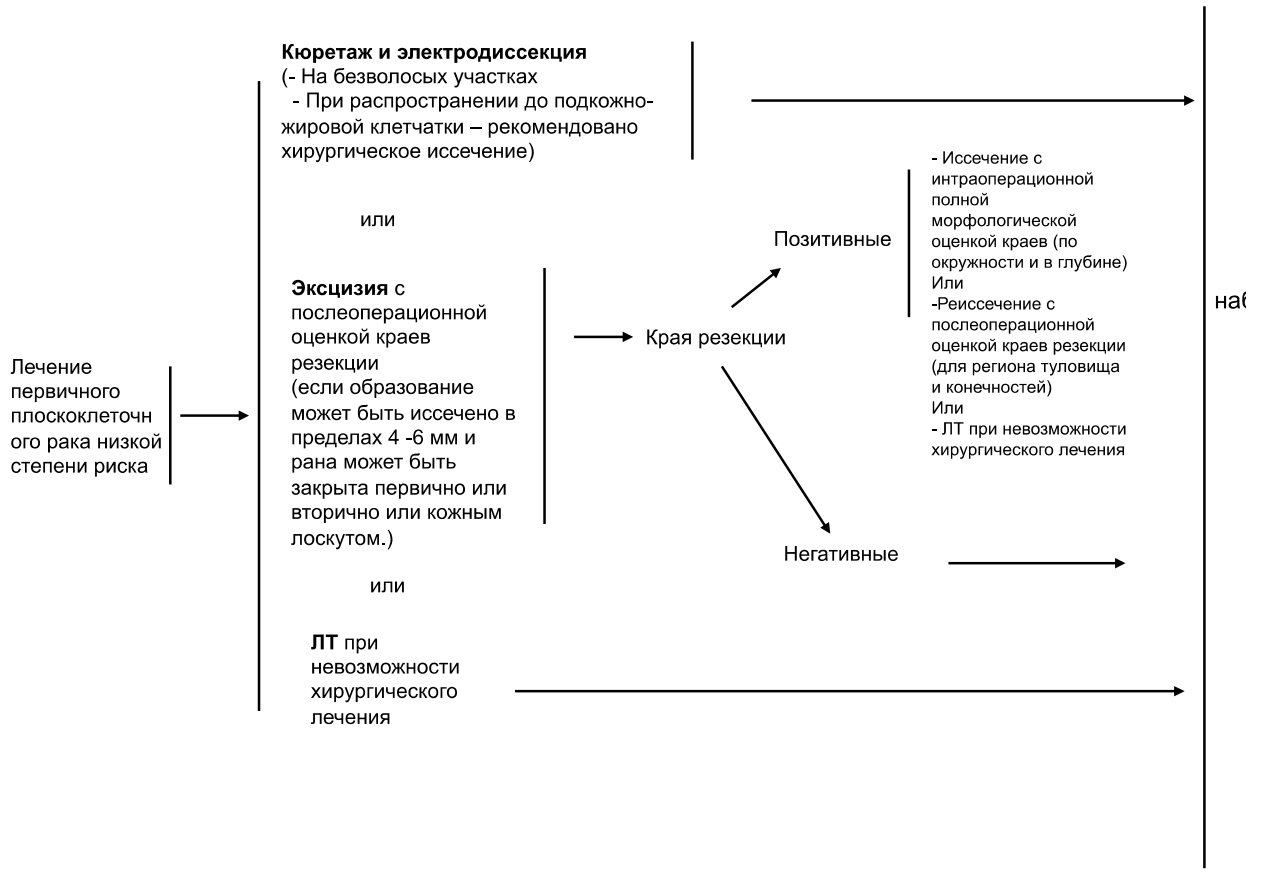 Лечение
первичного
плоскоклеточн
ого рака низкой
степени риска
Кюретаж и электродиссекция
(- На безволосых участках
- При распространении до подкожно-
жировой клетчатки – рекомендовано
хирургическое иссечение)
или
Эксцизия с
послеоперационной
оценкой краев
резекции
(если образование
может быть иссечено в
пределах 4 -6 мм и
рана может быть
закрыта первично или
вторично или кожным
лоскутом.)
или
ЛТ при
невозможности
хирургического
лечения
Края резекции
Позитивные
Негативные
- Иссечение с
интраоперационной
полной
морфологической
оценкой краев (по
окружности и в глубине)
Или
-Реиссечение с
послеоперационной
оценкой краев резекции
(для региона туловища
и конечностей)
Или
- ЛТ при невозможности
хирургического лечения